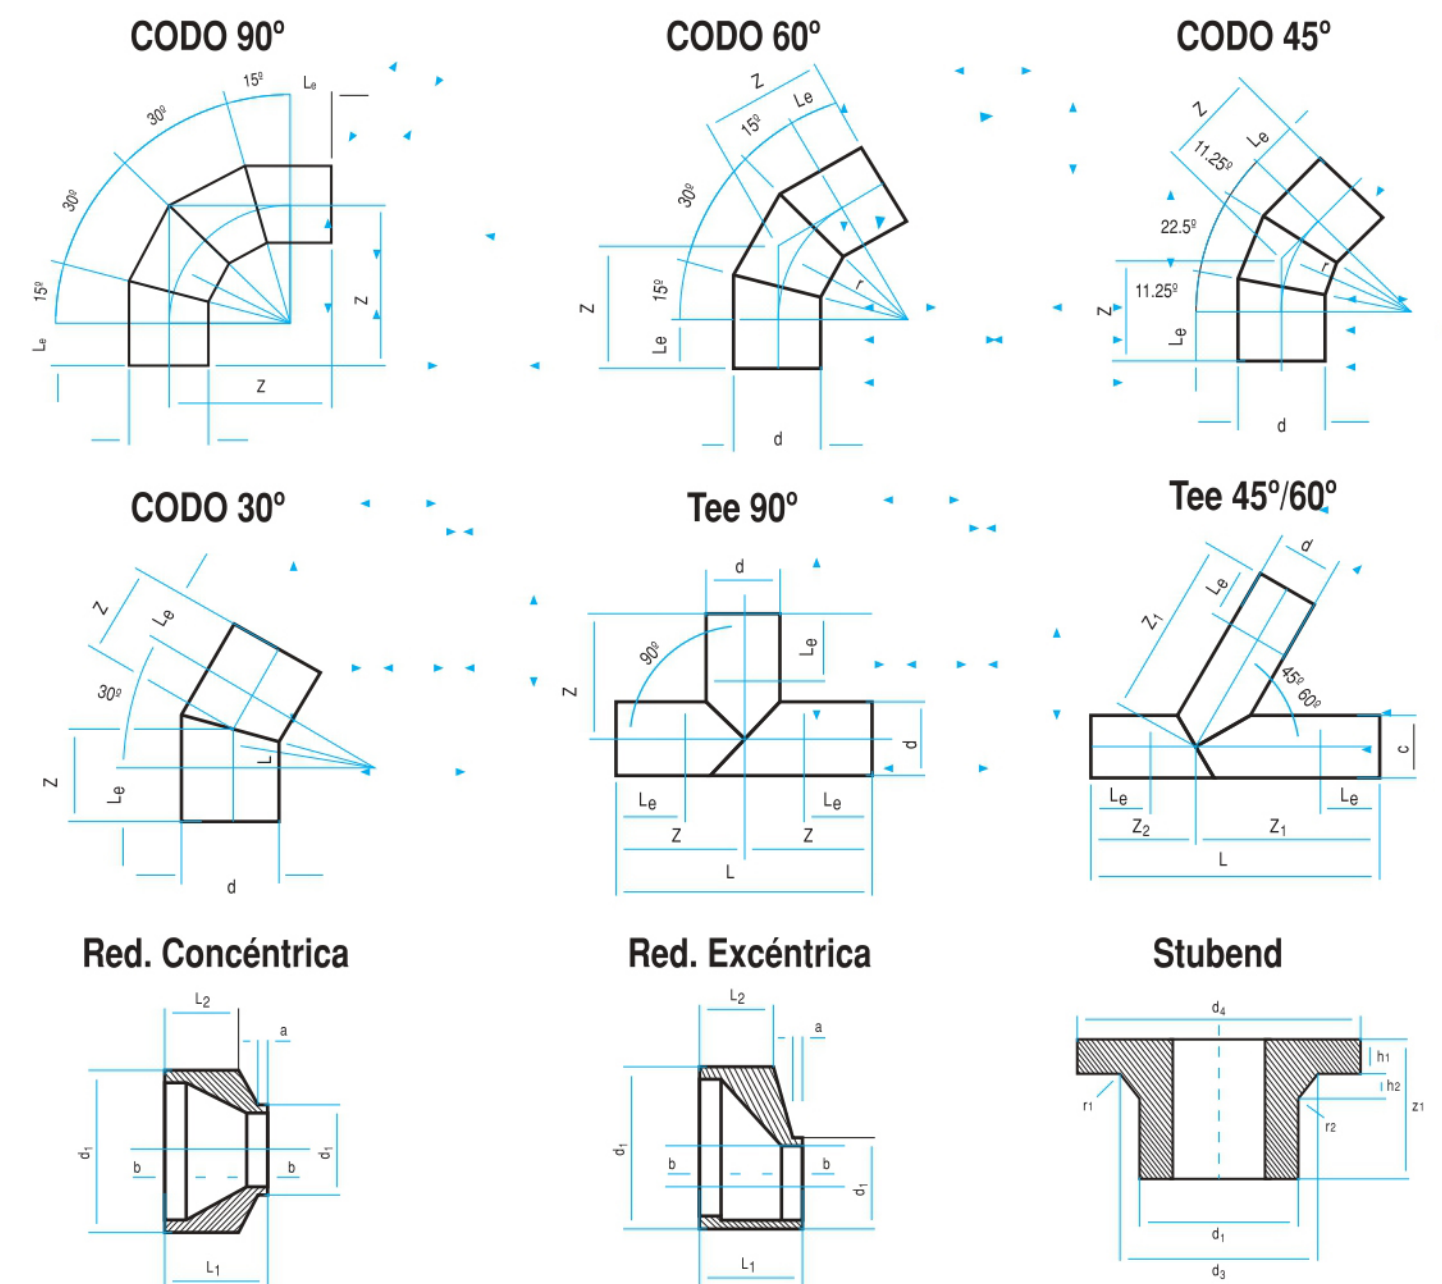 CODO 90º
CODO 60º
CODO 45º
15º
Le
30º
30º
15º
Le
Z
Z
Z
Le
15º
30º
15º
r
Z
Le
d
Z
Le
11.25º
22.5º
11.25º
r
Z
Le
d
CODO 30º
Tee 90º
Tee 45º/60º
Z
Le
30º
L
Z
Le
d
d
90º
Le
Z
d
Le
Le
Z
Z
L
d
Le
Z1
45º 60º
c
Le
Le
Z2
Z1
L
Red. Concéntrica
Red. Excéntrica
Stubend
L2
a
d1
d1
b
b
L1
L2
a
d1
b
b
d1
L1
d4
h1
h2
z1
r1
r2
d1
d3